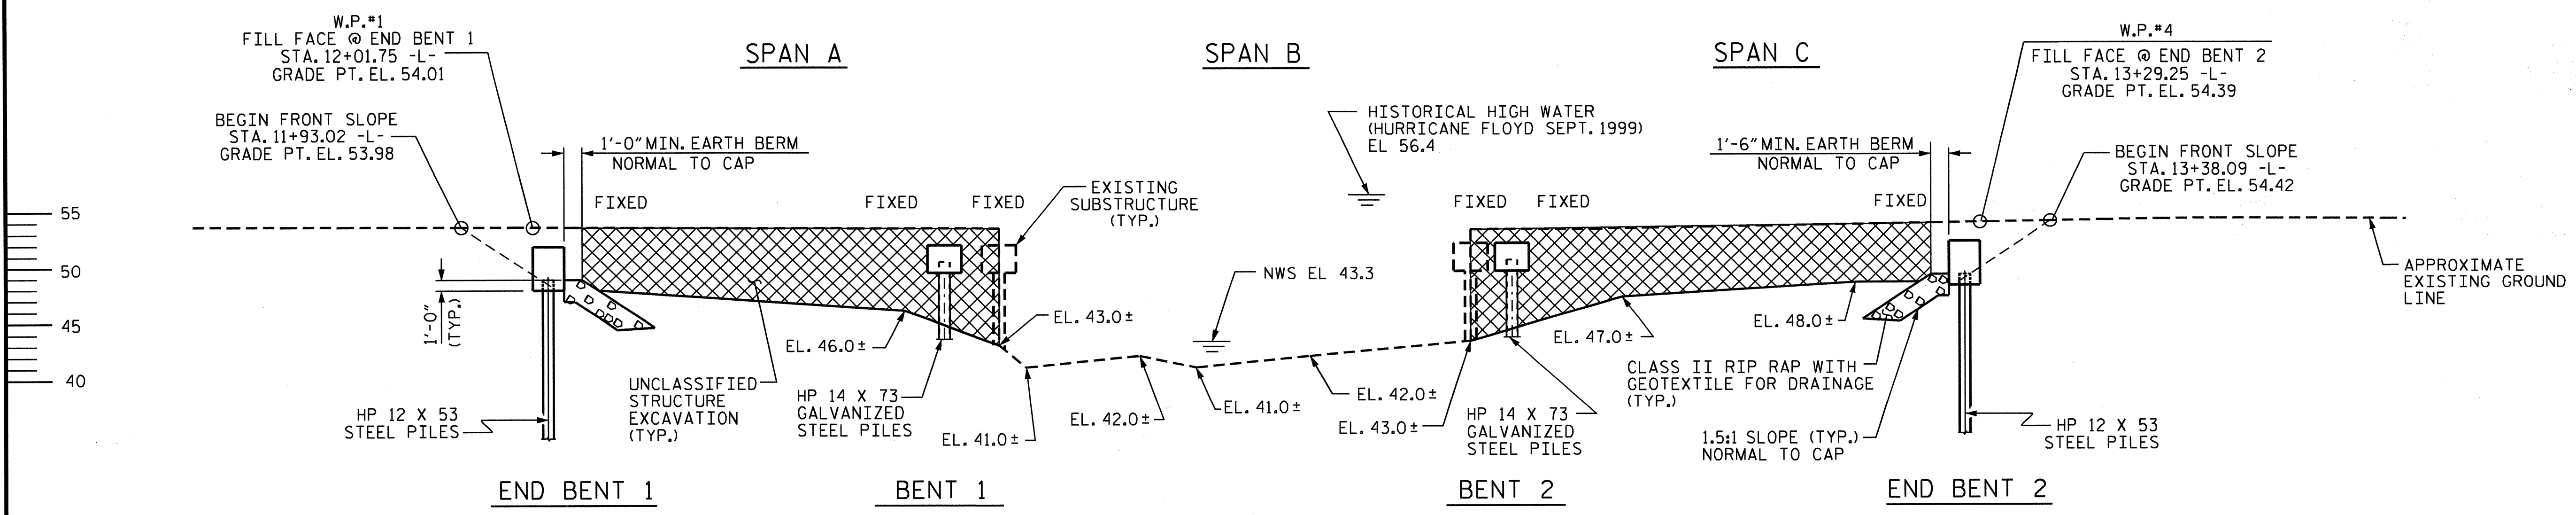 W.P.#1
FILL FACE @ END BENT 1
STA. 12+01.75 -L-
GRADE PT. EL. 54.01
SPAN A
SPAN B
SPAN C
W.P.#4
FILL FACE @ END BENT 2
STA. 13+29.25 -L-
GRADE PT. EL. 54.39
BEGIN FRONT SLOPE
STA. 11+93.02 -L-
GRADE PT. EL. 53.98
1'-0" MIN. EARTH BERM
NORMAL TO CAP
HISTORICAL HIGH WATER
(HURRICANE FLOYD SEPT. 1999)
EL 56.4
1'-6" MIN. EARTH BERM
NORMAL TO CAP
BEGIN FRONT SLOPE
STA. 13+38.09 -L-
GRADE PT. EL. 54.42
FIXED
FIXED
FIXED
EXISTING
SUBSTRUCTURE
(TYP.)
FIXED
FIXED
FIXED
55
50
45
40
1'-0"
(TYP.)
NWS EL 43.3
APPROXIMATE
EXISTING GROUND
LINE
EL. 46.0±
EL. 43.0±
EL. 47.0±
EL. 48.0±
UNCLASSIFIED
STRUCTURE
EXCAVATION
(TYP.)
HP 14 X 73
GALVANIZED
STEEL PILES
EL. 41.0±
EL. 42.0±
EL. 41.0±
EL. 42.0±
EL. 43.0±
HP 14 X 73
GALVANIZED
STEEL PILES
CLASS II RIP RAP WITH
GEOTEXTILE FOR DRAINAGE
(TYP.)
1.5:1 SLOPE (TYP.)
NORMAL TO CAP
HP 12 X 53
STEEL PILES
HP 12 X 53
STEEL PILES
END BENT 1
BENT 1
BENT 2
END BENT 2